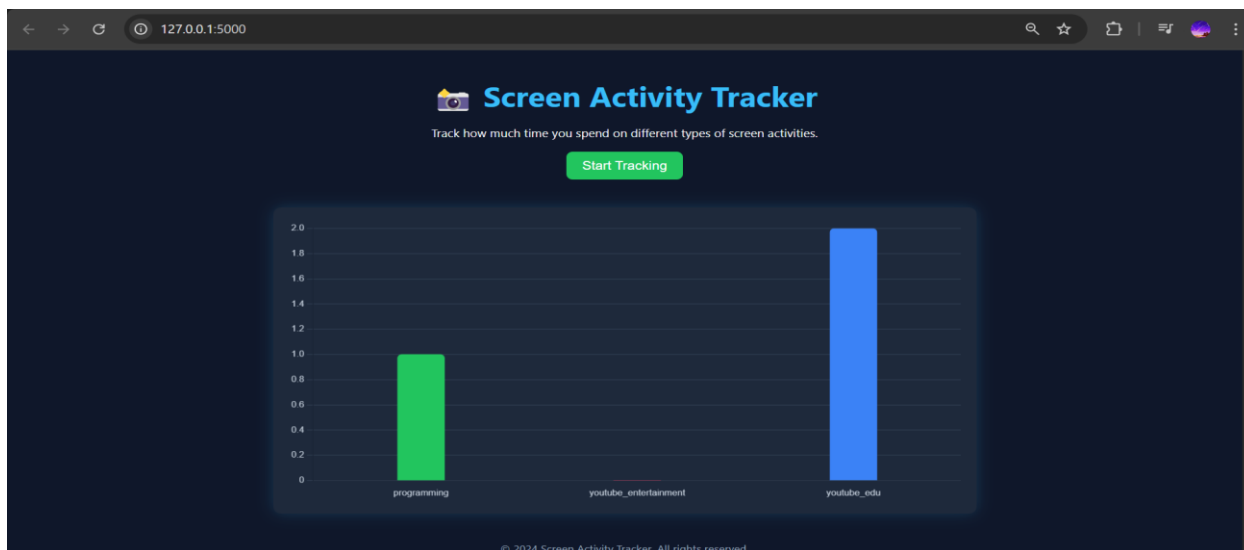 127.0.0.1:5000
Screen Activity Tracker
Track how much time you spend on different types of screen activities.
Start Tracking
2.0
1.8
1.6
1.4
1.2
1.0
0.8
0.6
0.4
0.2
0
programming youtube_entertainment youtube_edu
© 2024 Screen Activity Tracker. All rights reserved.